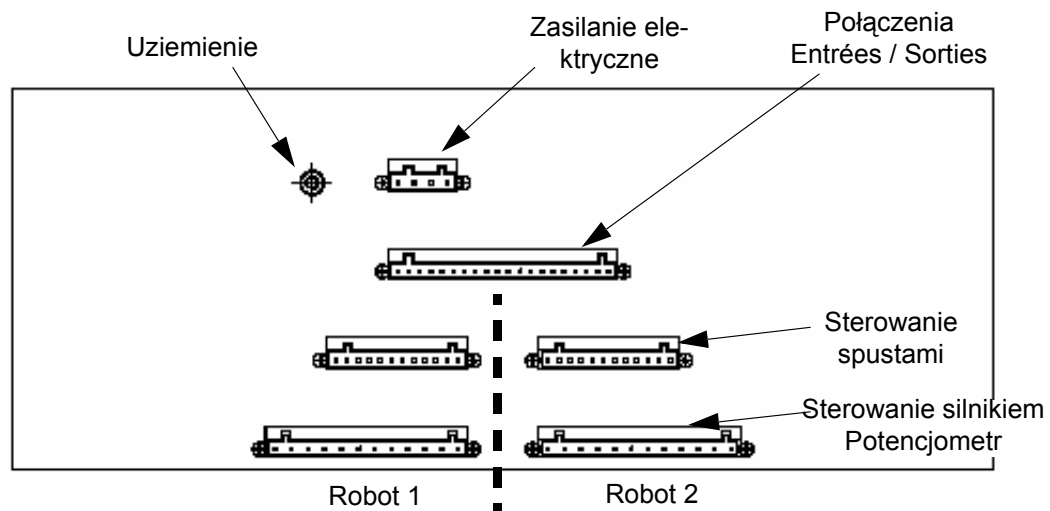 Uziemienie
Zasilanie ele-
ktryczne
Połączenia
Entrées / Sorties
Sterowanie
spustami
Sterowanie silnikiem
Potencjometr
Robot 1
Robot 2